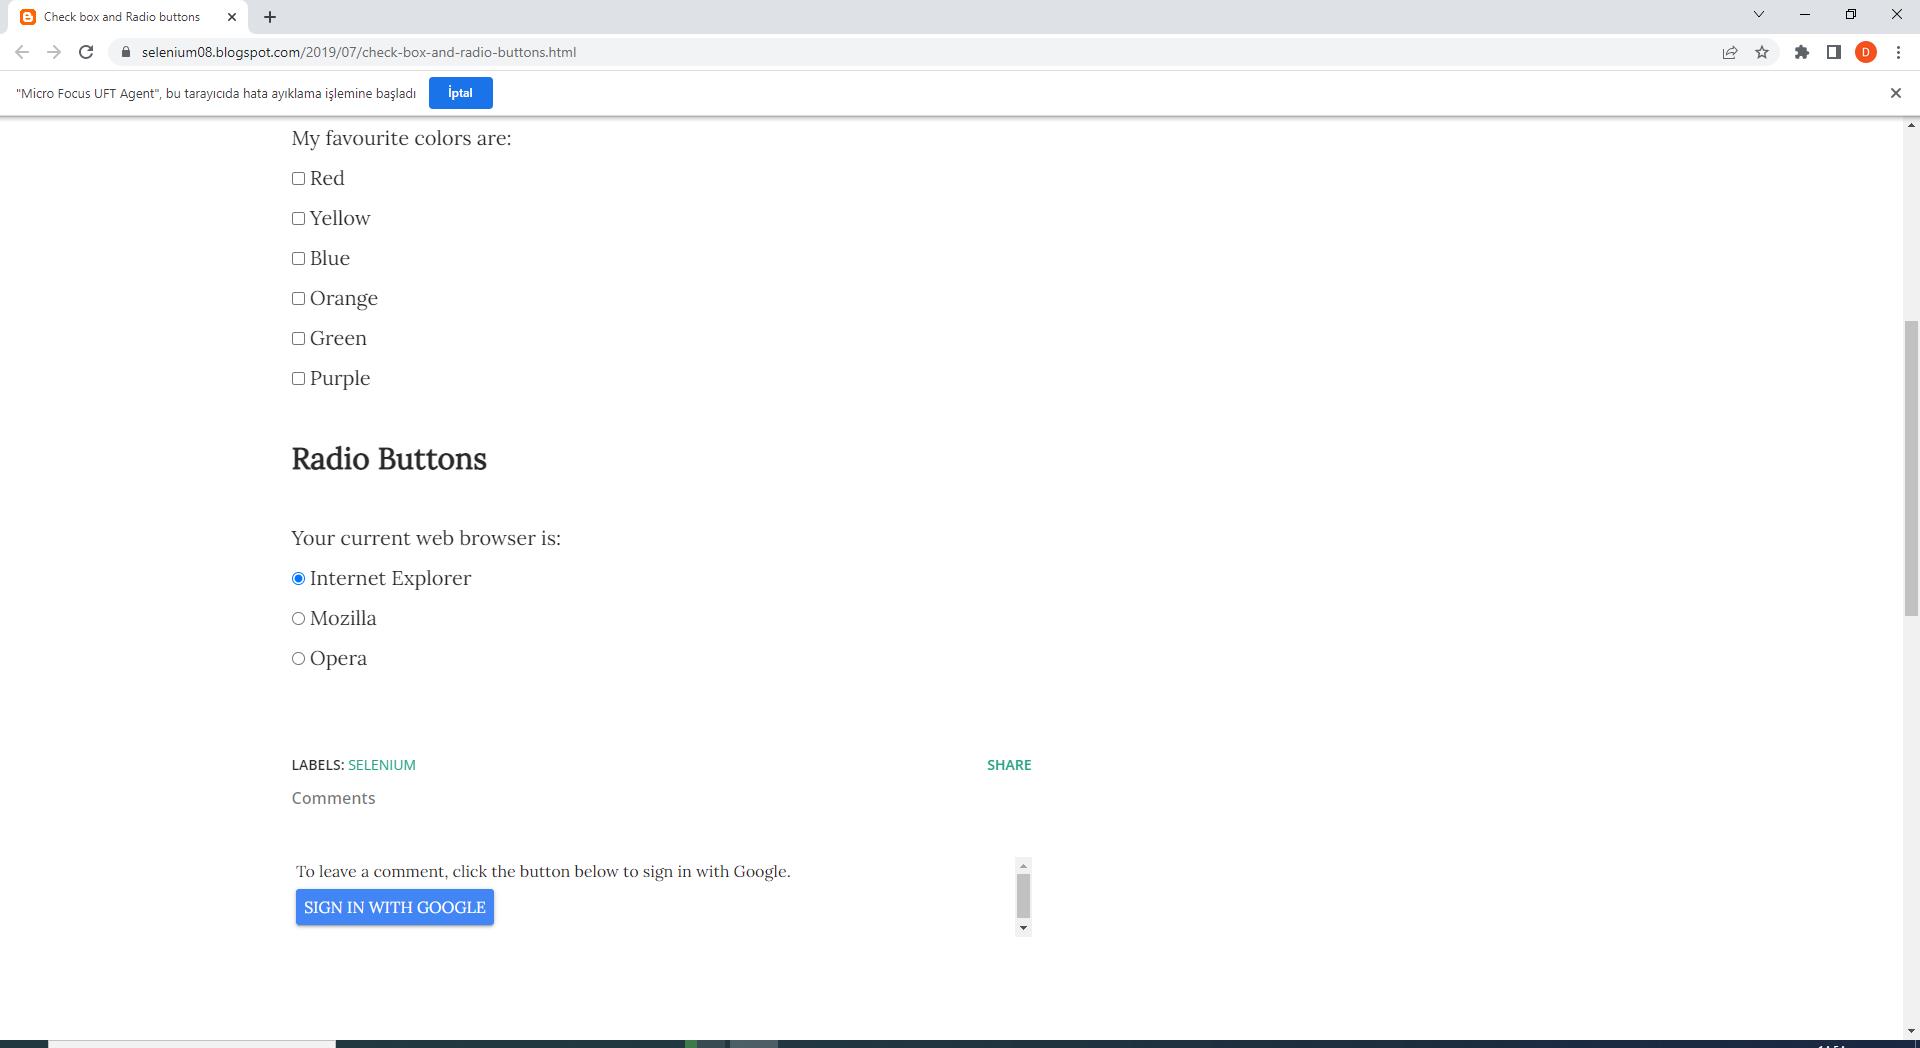 Check box and Radio buttons
selenium08.blogspot.com/2019/07/check-box-and-radio-buttons.html
D
"Micro Focus UFT Agent", bu tarayıcıda hata ayıklama işlemine başladı
İptal
My favourite colors are:
Red
Yellow
Blue
Orange
Green
Purple
Radio Buttons
Your current web browser is:
Internet Explorer
Mozilla
Opera
LABELS: SELENIUM
SHARE
Comments
To leave a comment, click the button below to sign in with Google.
SIGN IN WITH GOOGLE